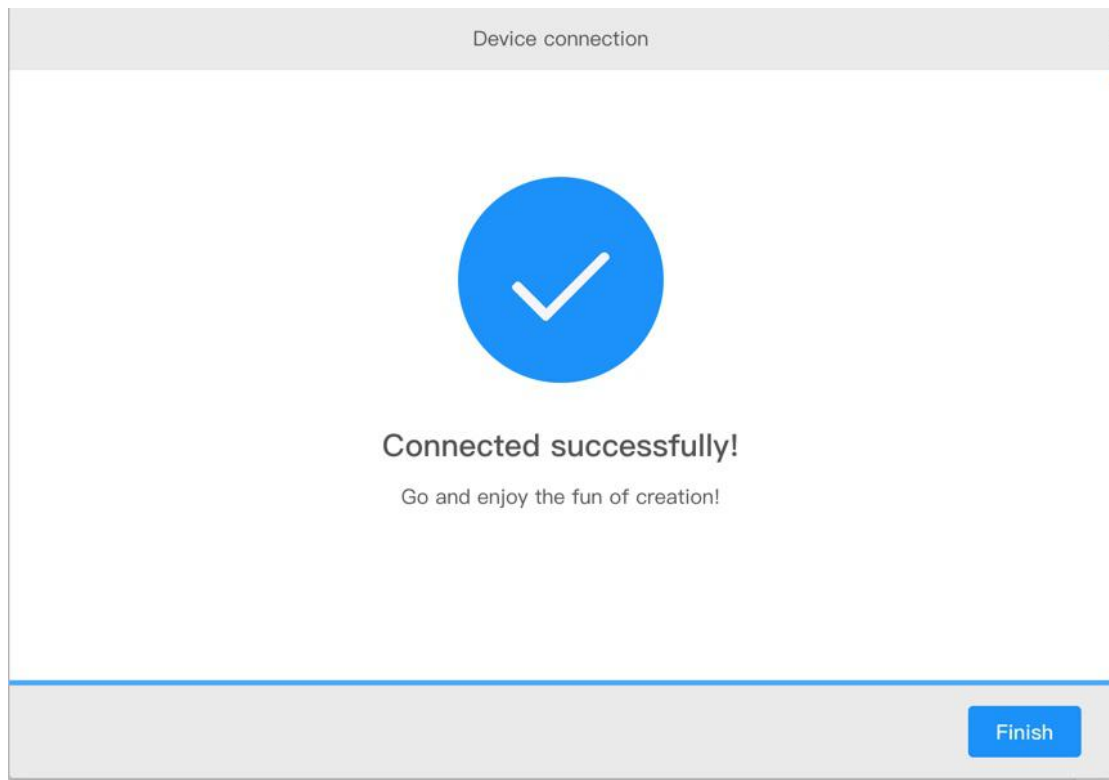 Device connection
Connected successfully!
Go and enjoy the fun of creation!
Finish